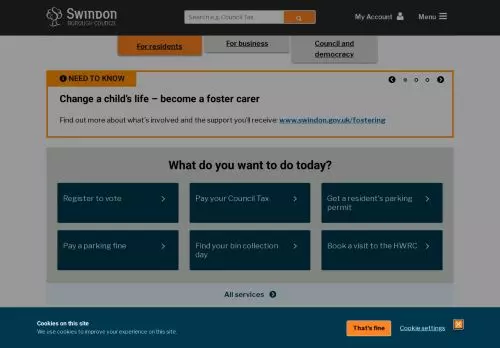 SWINDON
BOROUGH COUNCIL
Search e.g. Council Tax
My Account
Menu
For residents
For business
Council and
democracy
NEED TO KNOW
Change a child's life – become a foster carer
Find out more about what's involved and the support you'll receive: www.swindon.gov.uk/fostering
What do you want to do today?
Register to vote
Pay your Council Tax
Get a resident's parking
permit
Pay a parking fine
Find your bin collection
day
Book a visit to the HWRC
All services
Cookies on this site
We use cookies to improve your experience on this site.
That's fine
Cookie settings